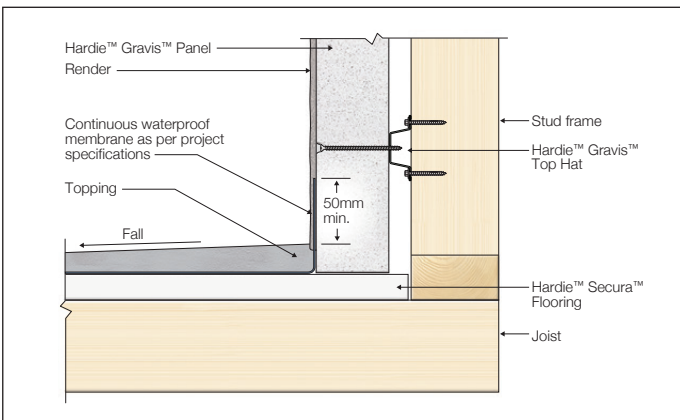 Hardie™ Gravis™ Panel
Render
Continuous waterproof
membrane as per project
specifications
Topping
Fall
50mm
min.
Stud frame
Hardie™ Gravis™
Top Hat
Hardie™ Secura™
Flooring
Joist